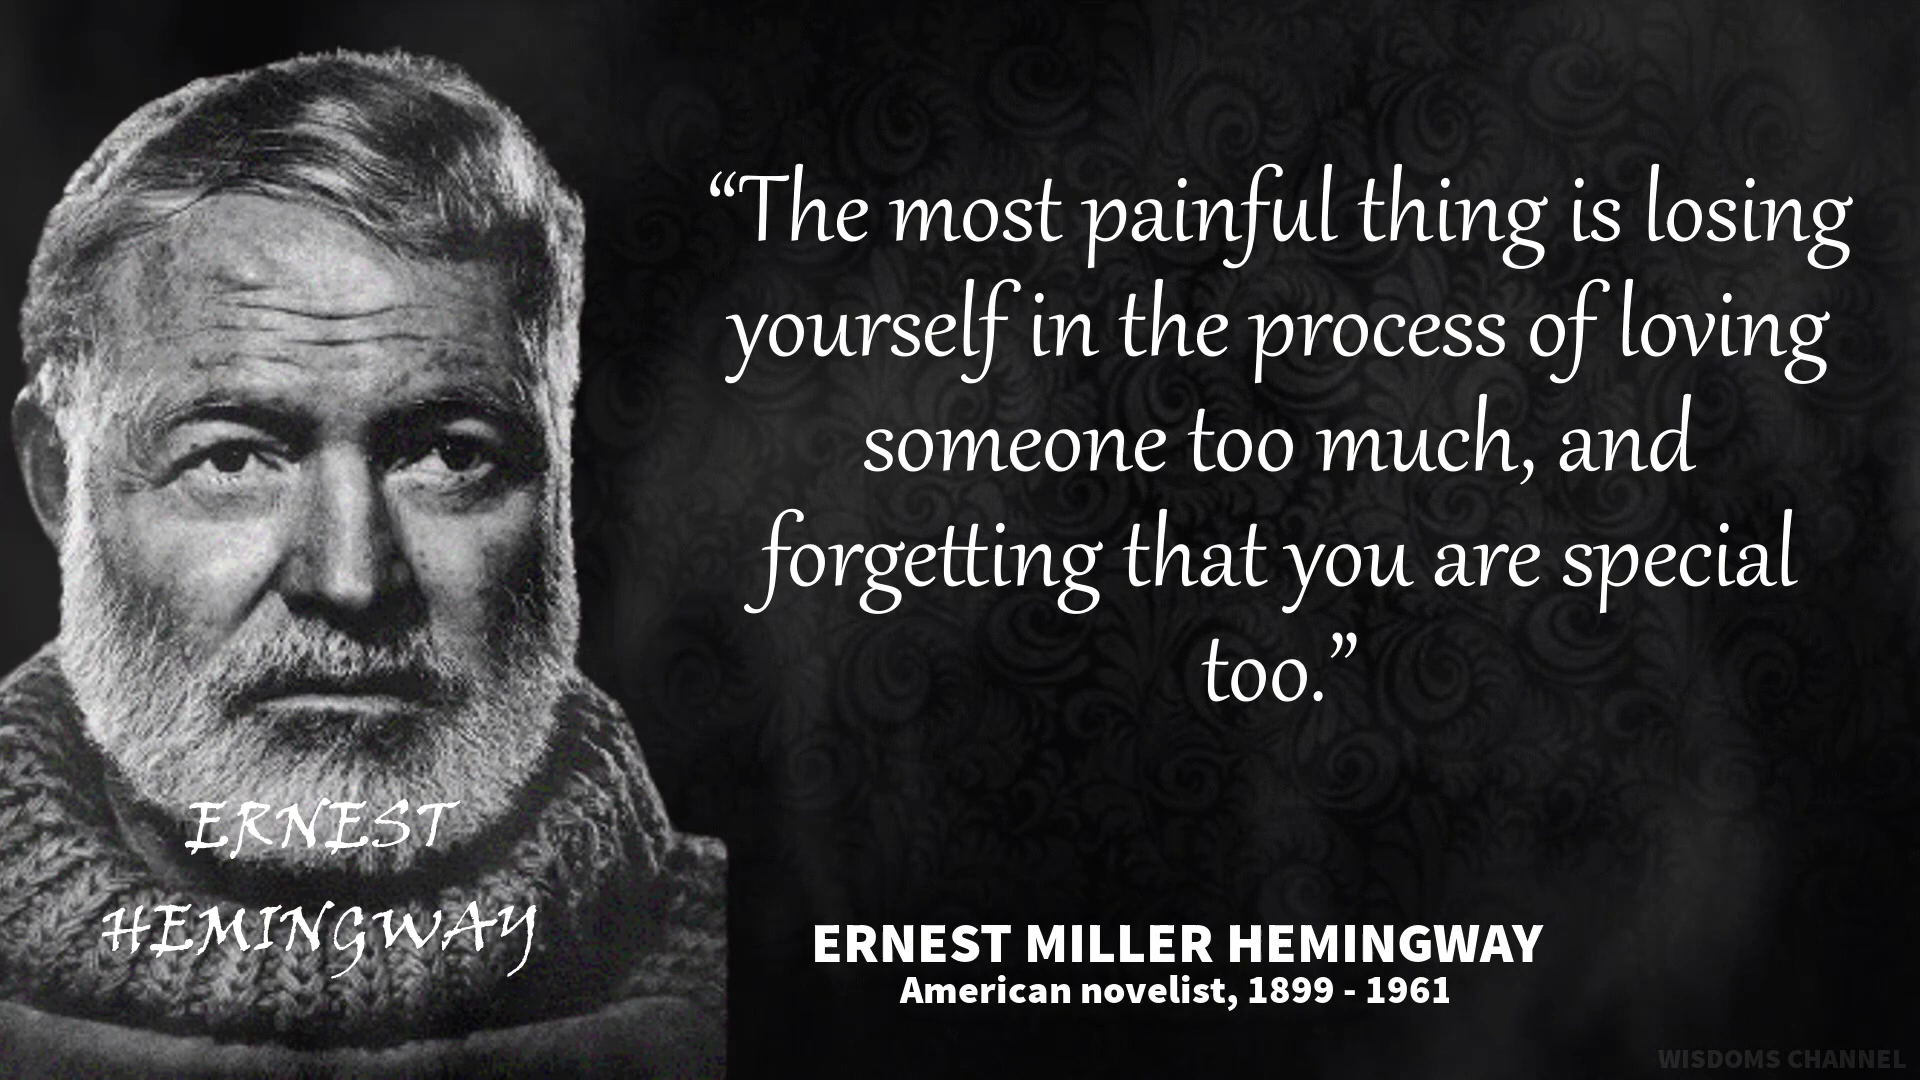 “The most painful thing is losing
yourself in the process of loving
someone too much, and
forgetting that you are special
too.”
ERNEST
HEMINGWAY
ERNEST MILLER HEMINGWAY
American novelist, 1899 - 1961
WISDOMS CHANNEL